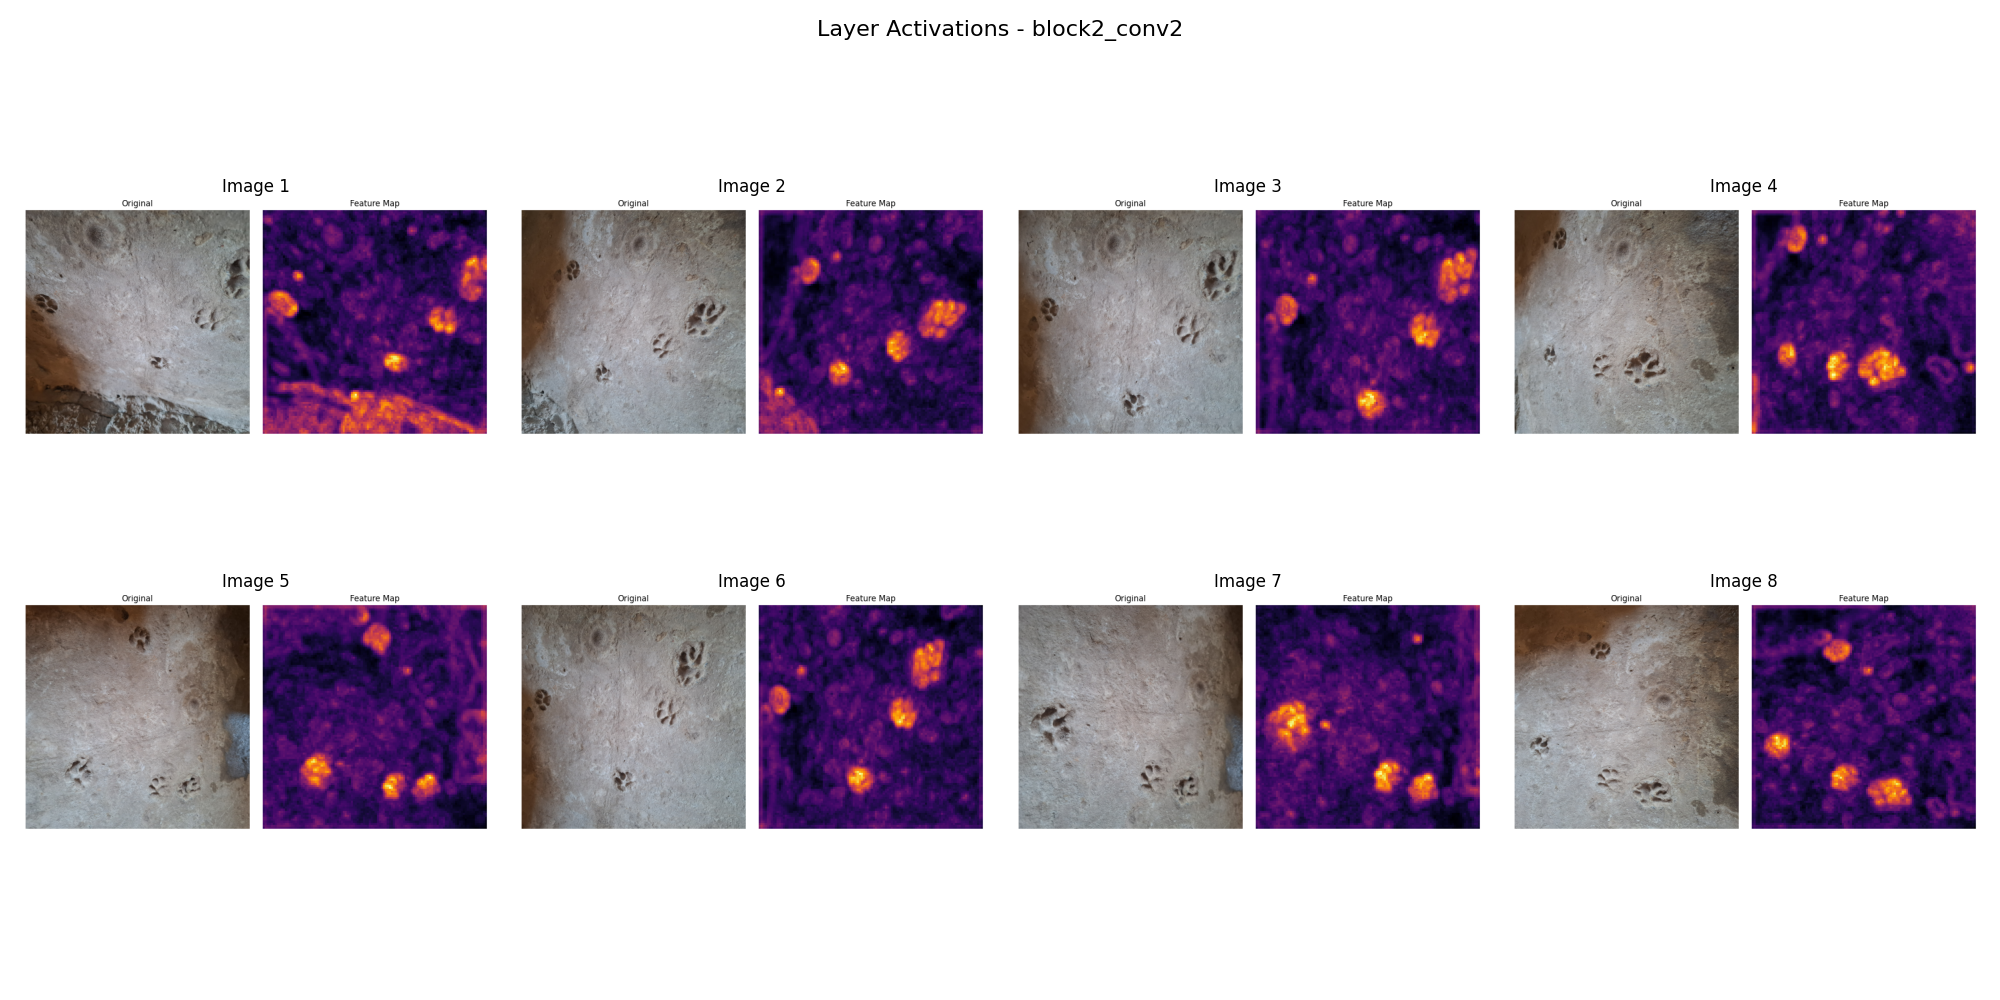 Layer Activations - block2_conv2
Image 1
Image 2
Image 3
Image 4
Original
Feature Map
Original
Feature Map
Original
Feature Map
Original
Feature Map
Image 5
Image 6
Image 7
Image 8
Original
Feature Map
Original
Feature Map
Original
Feature Map
Original
Feature Map